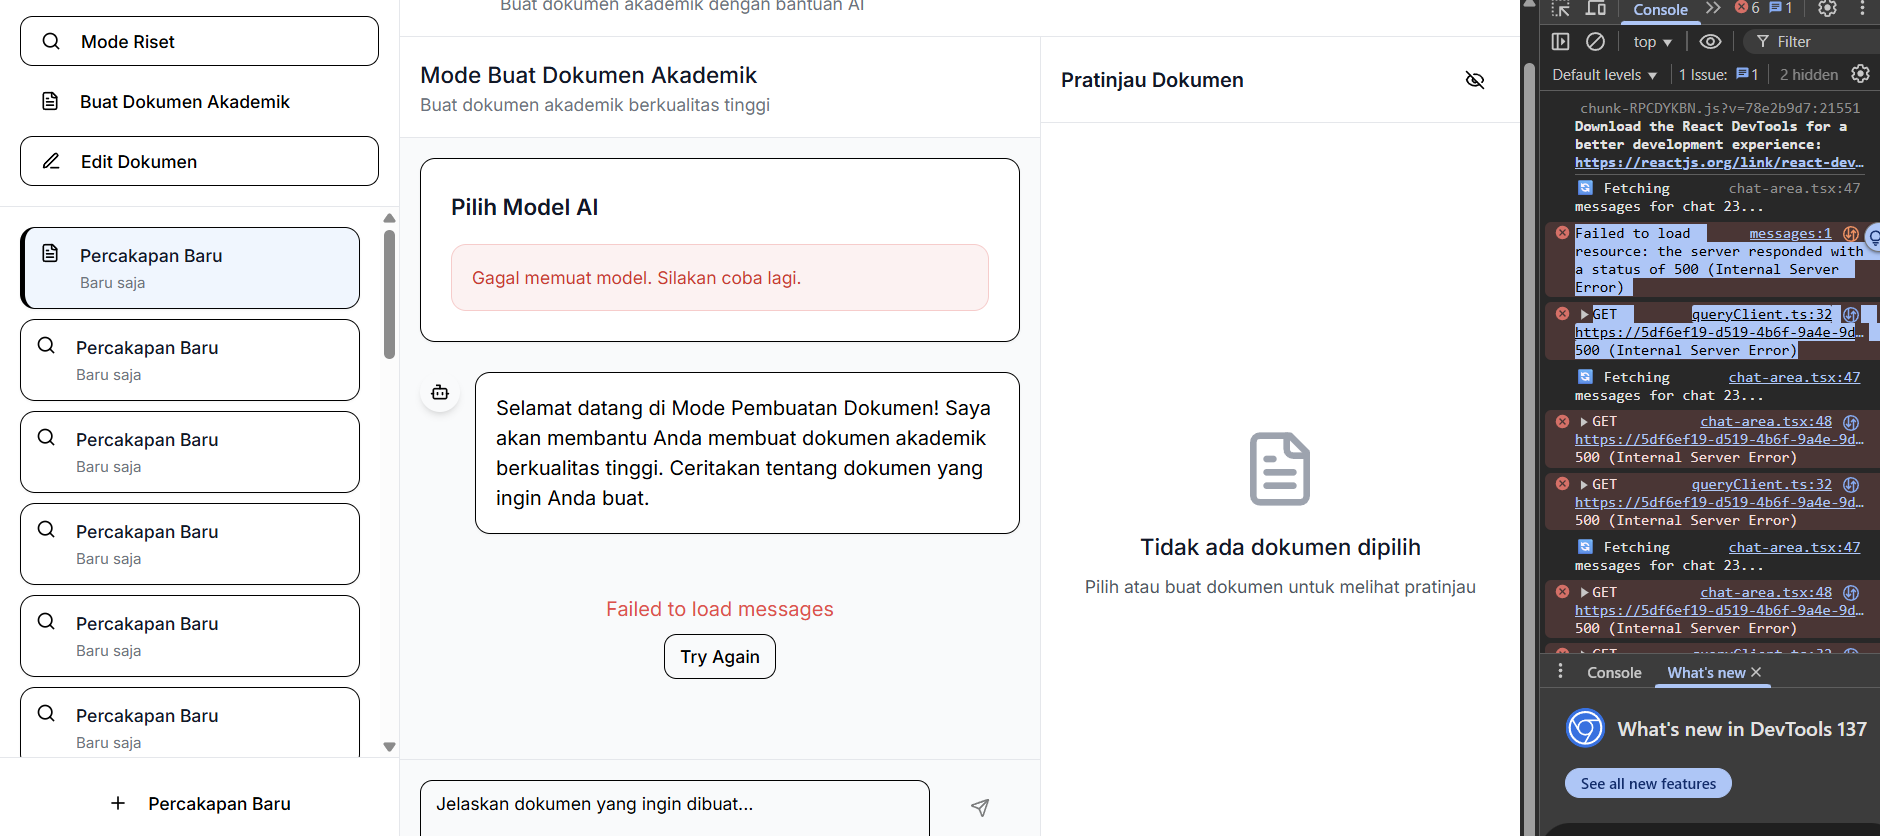 Mode Riset
Buat Dokumen Akademik
Edit Dokumen
Percakapan Baru
Baru saja
Percakapan Baru
Baru saja
Percakapan Baru
Baru saja
Percakapan Baru
Baru saja
Percakapan Baru
Baru saja
Percakapan Baru
Baru saja
Percakapan Baru
Buat dokumen akademik dengan bantuan AI
Mode Buat Dokumen Akademik
Buat dokumen akademik berkualitas tinggi
Pilih Model AI
Gagal memuat model. Silakan coba lagi.
Selamat datang di Mode Pembuatan Dokumen! Saya
akan membantu Anda membuat dokumen akademik
berkualitas tinggi. Ceritakan tentang dokumen yang
ingin Anda buat.
Failed to load messages
Try Again
Jelaskan dokumen yang ingin dibuat...
Pratinjau Dokumen
Tidak ada dokumen dipilih
Pilih atau buat dokumen untuk melihat pratinjau
Console 6 1
top Filter
Default levels 1 Issue: 1 2 hidden
chunk-RPCDYKBN.js?v=78e2b9d7:21551
Download the React DevTools for a
better development experience:
https://reactjs.org/link/react-dev…
Fetching chat-area.tsx:47
messages for chat 23...
Failed to load messages:1
resource: the server responded with
a status of 500 (Internal Server
Error)
GET queryClient.ts:32
https://5df6ef19-d519-4b6f-9a4e-9d…
500 (Internal Server Error)
Fetching chat-area.tsx:47
messages for chat 23...
GET chat-area.tsx:48
https://5df6ef19-d519-4b6f-9a4e-9d…
500 (Internal Server Error)
GET queryClient.ts:32
https://5df6ef19-d519-4b6f-9a4e-9d…
500 (Internal Server Error)
Fetching chat-area.tsx:47
messages for chat 23...
GET chat-area.tsx:48
https://5df6ef19-d519-4b6f-9a4e-9d…
500 (Internal Server Error)
GET queryClient.ts:32
Console What's new
What's new in DevTools 137
See all new features